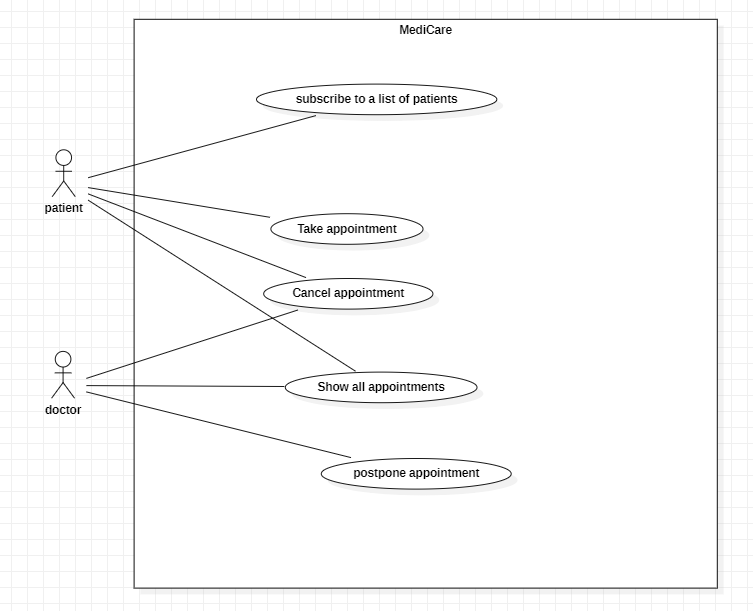 MediCare
subscribe to a list of patients
patient
Take appointment
Cancel appointment
Show all appointments
doctor
postpone appointment